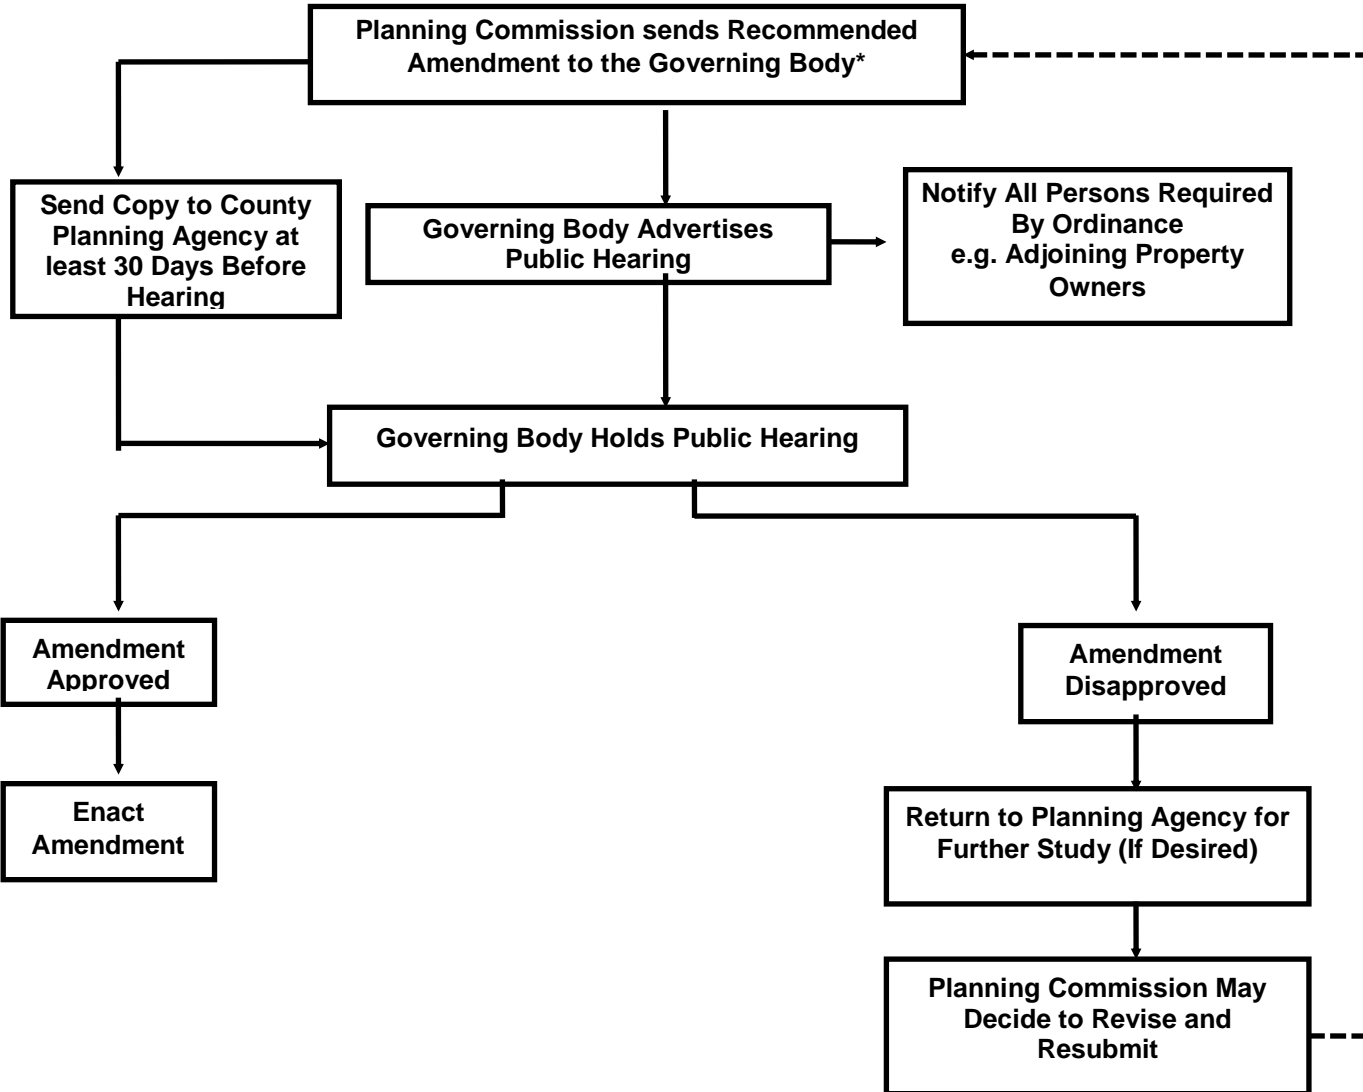 Planning Commission sends Recommended
Amendment to the Governing Body*
Send Copy to County
Planning Agency at
least 30 Days Before
Hearing
Governing Body Advertises
Public Hearing
Notify All Persons Required
By Ordinance
e.g. Adjoining Property
Owners
Governing Body Holds Public Hearing
Amendment
Approved
Amendment
Disapproved
Enact
Amendment
Return to Planning Agency for
Further Study (If Desired)
Planning Commission May
Decide to Revise and
Resubmit